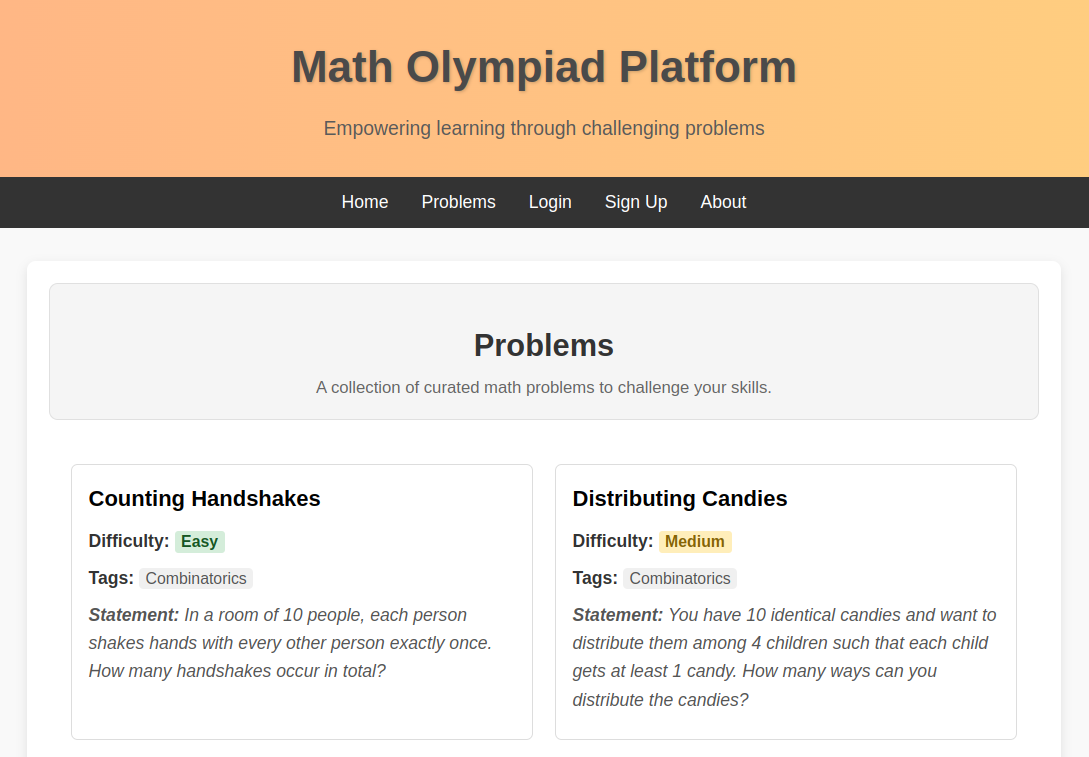 Math Olympiad Platform
Empowering learning through challenging problems
Home Problems Login Sign Up About
Problems
A collection of curated math problems to challenge your skills.
Counting Handshakes
Difficulty: Easy
Tags: Combinatorics
Statement: In a room of 10 people, each person
shakes hands with every other person exactly once.
How many handshakes occur in total?
Distributing Candies
Difficulty: Medium
Tags: Combinatorics
Statement: You have 10 identical candies and want to
distribute them among 4 children such that each child
gets at least 1 candy. How many ways can you
distribute the candies?